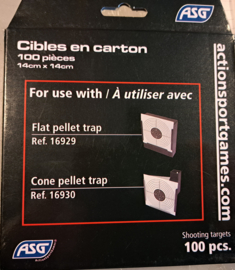 ASG
Cibles en carton
100 pièces
14cm x 14cm
actionsportgames.com
For use with / À utiliser avec
Flat pellet trap
Ref. 16929
Cone pellet trap
Ref. 16930
ASG
Shooting targets
100 pcs.